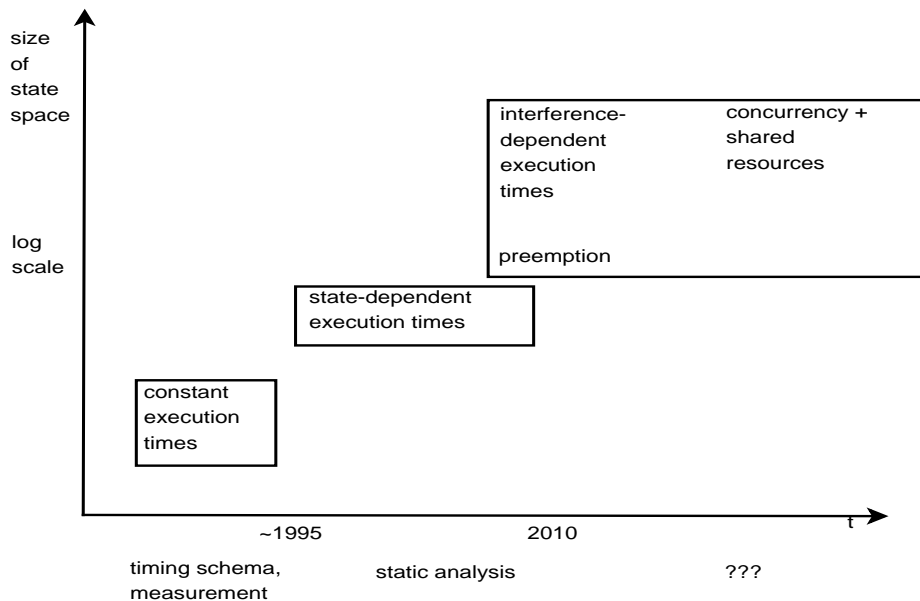 size
of
state
space
log
scale
interference-
dependent
execution
times
preemption
concurrency +
shared
resources
state-dependent
execution times
constant
execution
times
t
~1995
2010
timing schema,
measurement
static analysis
???